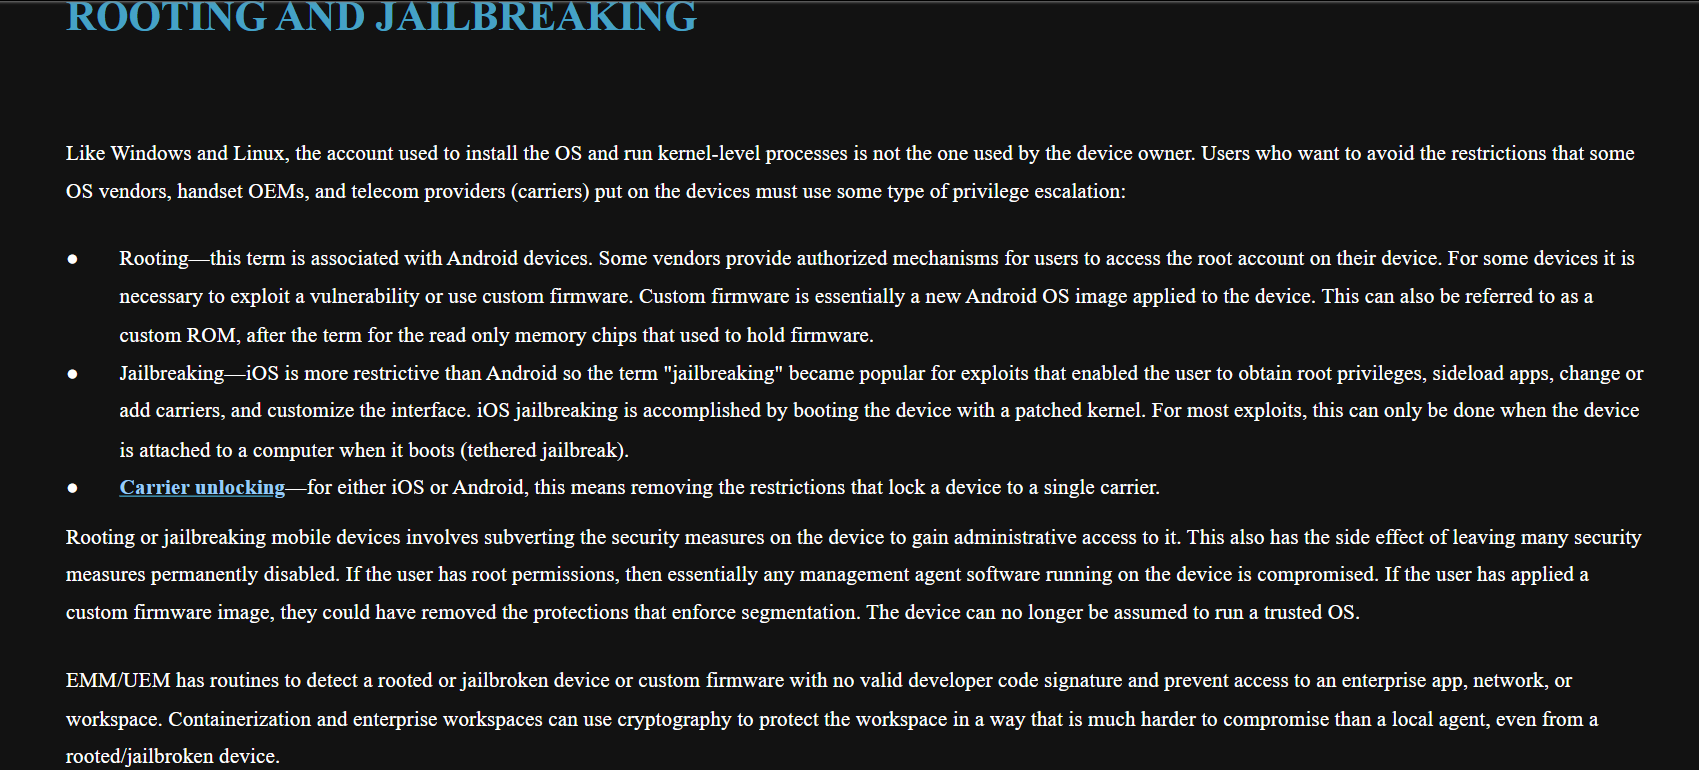 ROOTING AND JAILBREAKING
Like Windows and Linux, the account used to install the OS and run kernel-level processes is not the one used by the device owner. Users who want to avoid the restrictions that some
OS vendors, handset OEMs, and telecom providers (carriers) put on the devices must use some type of privilege escalation:
● Rooting—this term is associated with Android devices. Some vendors provide authorized mechanisms for users to access the root account on their device. For some devices it is
necessary to exploit a vulnerability or use custom firmware. Custom firmware is essentially a new Android OS image applied to the device. This can also be referred to as a
custom ROM, after the term for the read only memory chips that used to hold firmware.
● Jailbreaking—iOS is more restrictive than Android so the term "jailbreaking" became popular for exploits that enabled the user to obtain root privileges, sideload apps, change or
add carriers, and customize the interface. iOS jailbreaking is accomplished by booting the device with a patched kernel. For most exploits, this can only be done when the device
is attached to a computer when it boots (tethered jailbreak).
● Carrier unlocking—for either iOS or Android, this means removing the restrictions that lock a device to a single carrier.
Rooting or jailbreaking mobile devices involves subverting the security measures on the device to gain administrative access to it. This also has the side effect of leaving many security
measures permanently disabled. If the user has root permissions, then essentially any management agent software running on the device is compromised. If the user has applied a
custom firmware image, they could have removed the protections that enforce segmentation. The device can no longer be assumed to run a trusted OS.
EMM/UEM has routines to detect a rooted or jailbroken device or custom firmware with no valid developer code signature and prevent access to an enterprise app, network, or
workspace. Containerization and enterprise workspaces can use cryptography to protect the workspace in a way that is much harder to compromise than a local agent, even from a
rooted/jailbroken device.